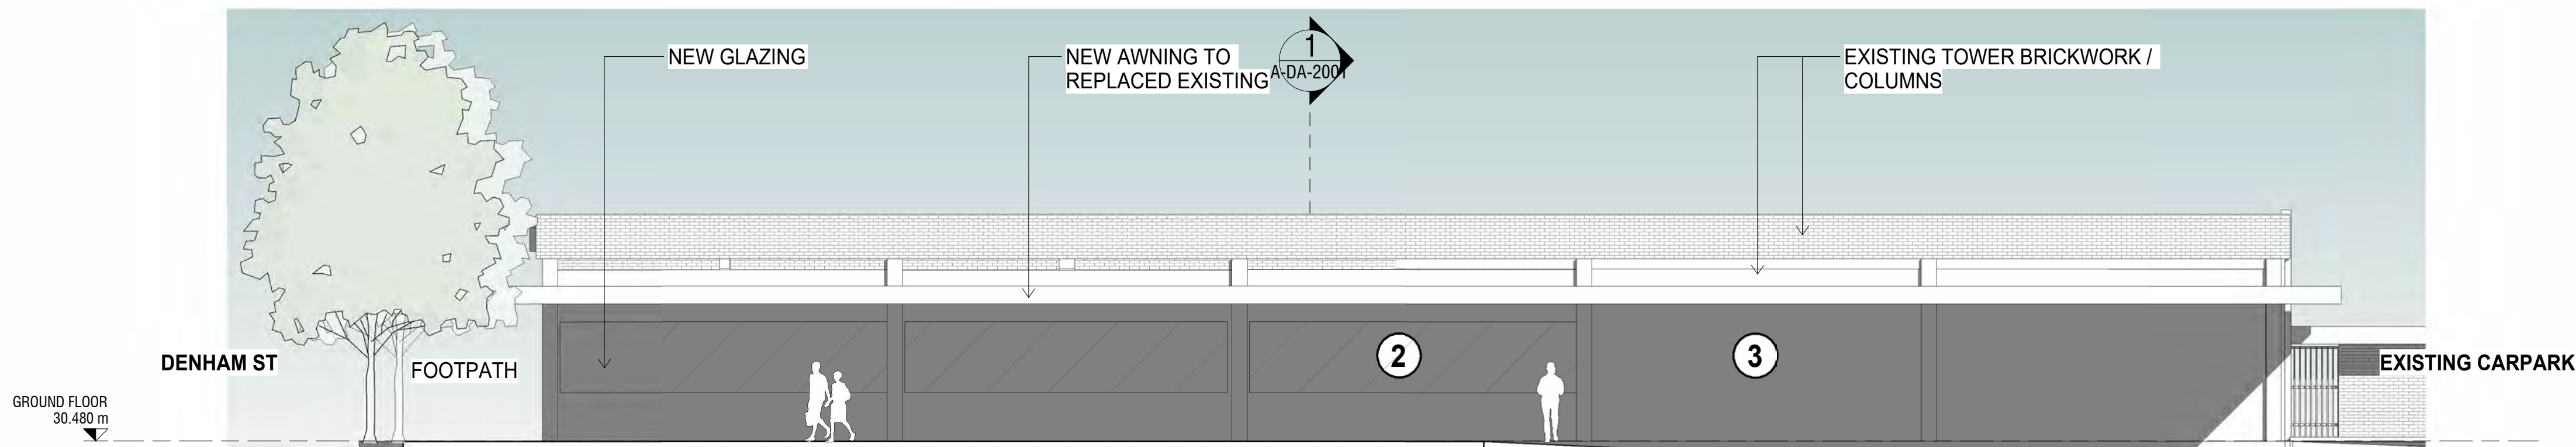 NEW GLAZING
NEW AWNING TO
REPLACED EXISTING
1
A-DA-2001
EXISTING TOWER BRICKWORK /
COLUMNS
2
3
DENHAM ST
FOOTPATH
EXISTING CARPARK
GROUND FLOOR
30.480 m